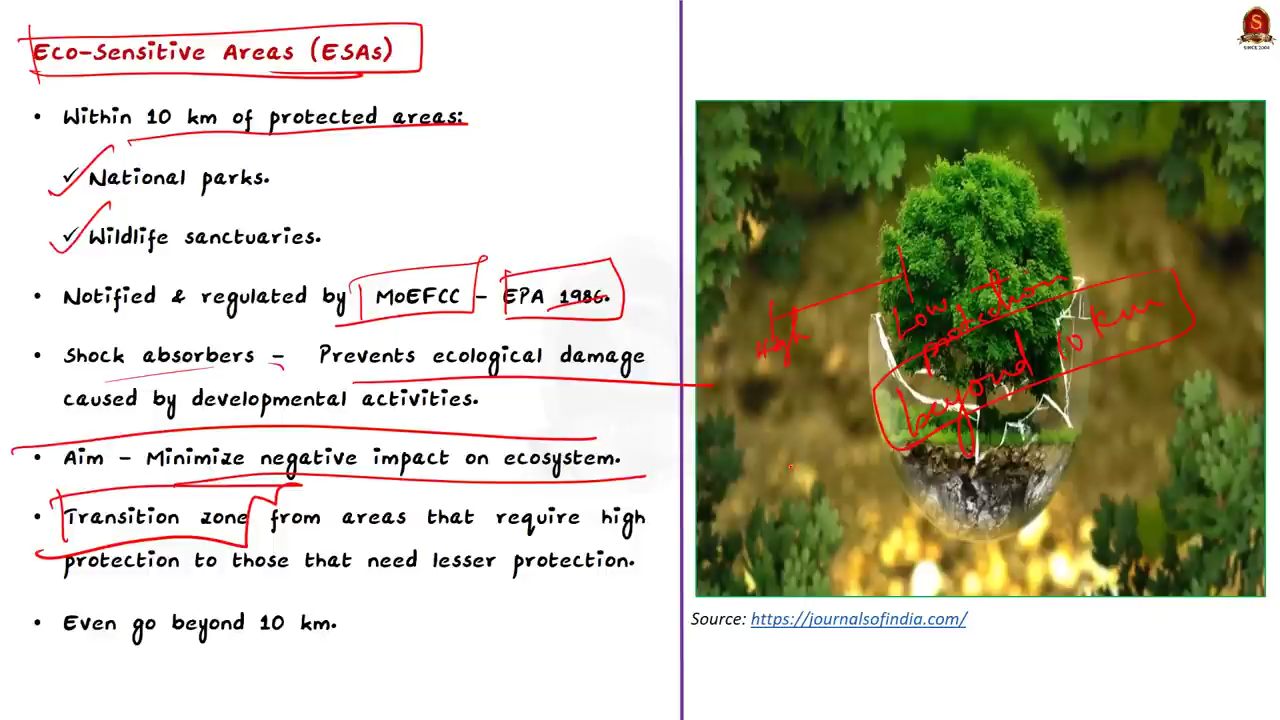 Eco-Sensitive Areas (ESAs)
• Within 10 km of protected areas:
✓ National parks.
✓ Wildlife sanctuaries.
• Notified & regulated by MoEFCC – EPA 1986.
• Shock absorbers – Prevents ecological damage
caused by developmental activities.
• Aim – Minimize negative impact on ecosystem.
• Transition zone from areas that require high
protection to those that need lesser protection.
• Even go beyond 10 km.
S
SINCE 2004
High
Low
protection
beyond 10 km
Source: https://journalsofindia.com/